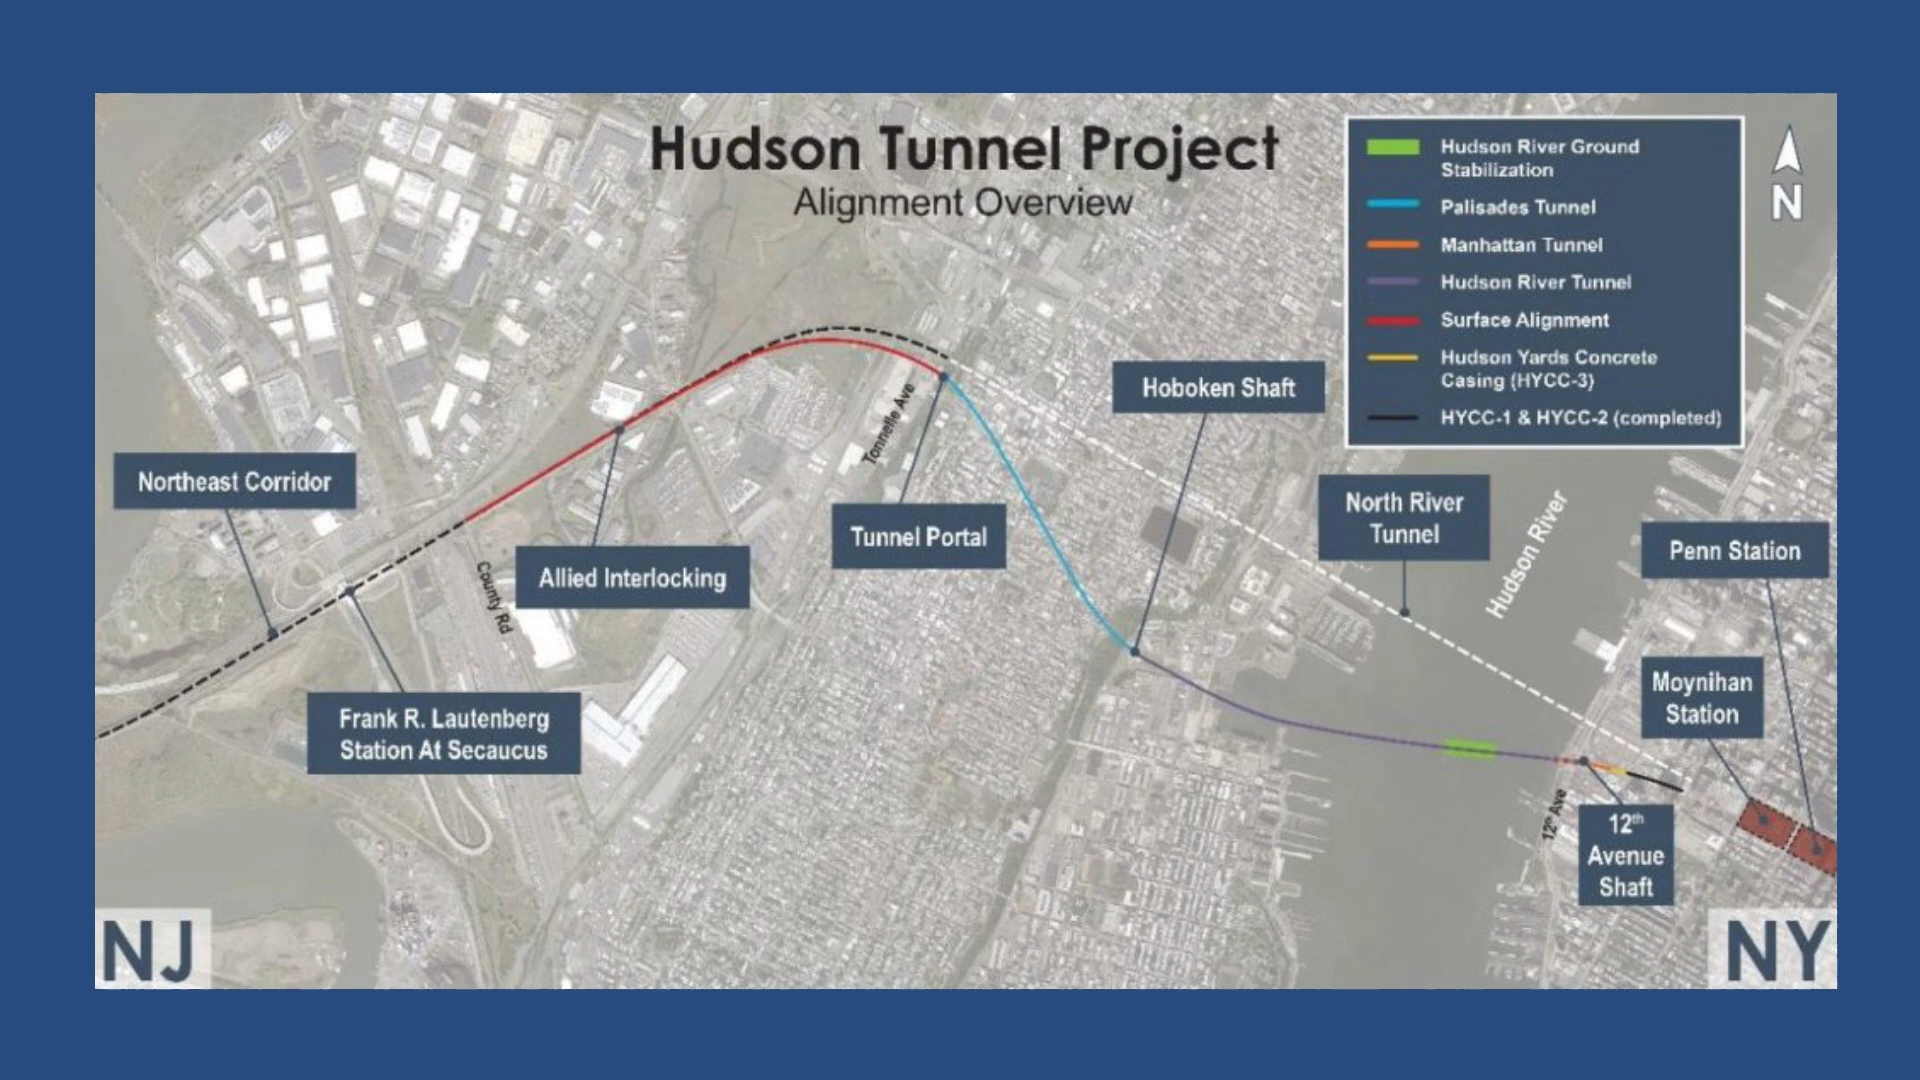 Hudson Tunnel Project
Alignment Overview
Hudson River Ground
Stabilization
Palisades Tunnel
Manhattan Tunnel
Hudson River Tunnel
Surface Alignment
Hudson Yards Concrete
Casing (HYCC-3)
HYCC-1 & HYCC-2 (completed)
N
Northeast Corridor
Frank R. Lautenberg
Station At Secaucus
County Rd
Allied Interlocking
Tonnelle Ave
Tunnel Portal
Hoboken Shaft
North River
Tunnel
Hudson River
Penn Station
Moynihan
Station
12th Ave
12th
Avenue
Shaft
NJ
NY